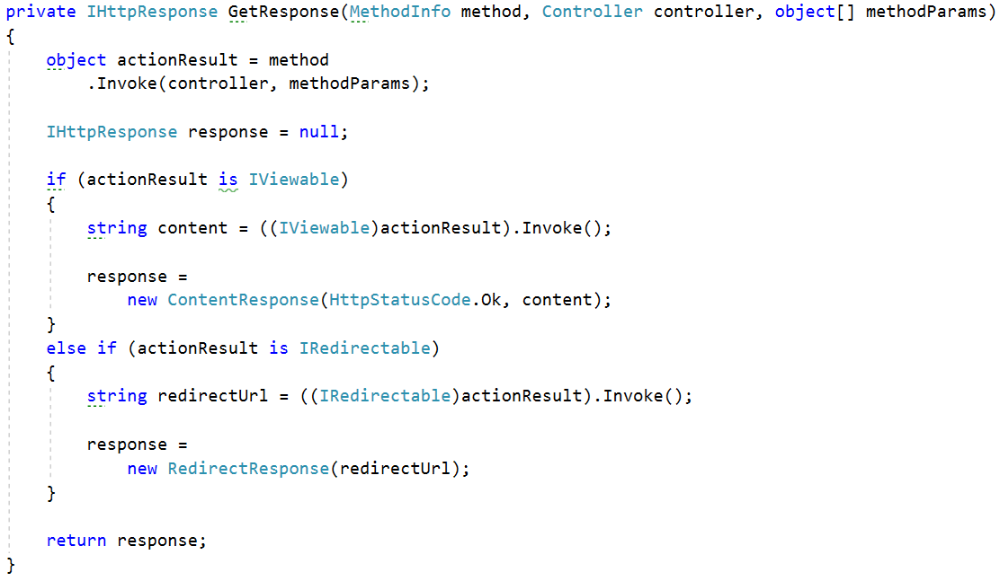 private IHttpResponse GetResponse(MethodInfo method, Controller controller, object[] methodParams)
{
    object actionResult = method
        .Invoke(controller, methodParams);

    IHttpResponse response = null;

    if (actionResult is IViewable)
    {
        string content = ((IViewable)actionResult).Invoke();

        response =
            new ContentResponse(HttpStatusCode.Ok, content);
    }
    else if (actionResult is IRedirectable)
    {
        string redirectUrl = ((IRedirectable)actionResult).Invoke();

        response =
            new RedirectResponse(redirectUrl);
    }

    return response;
}